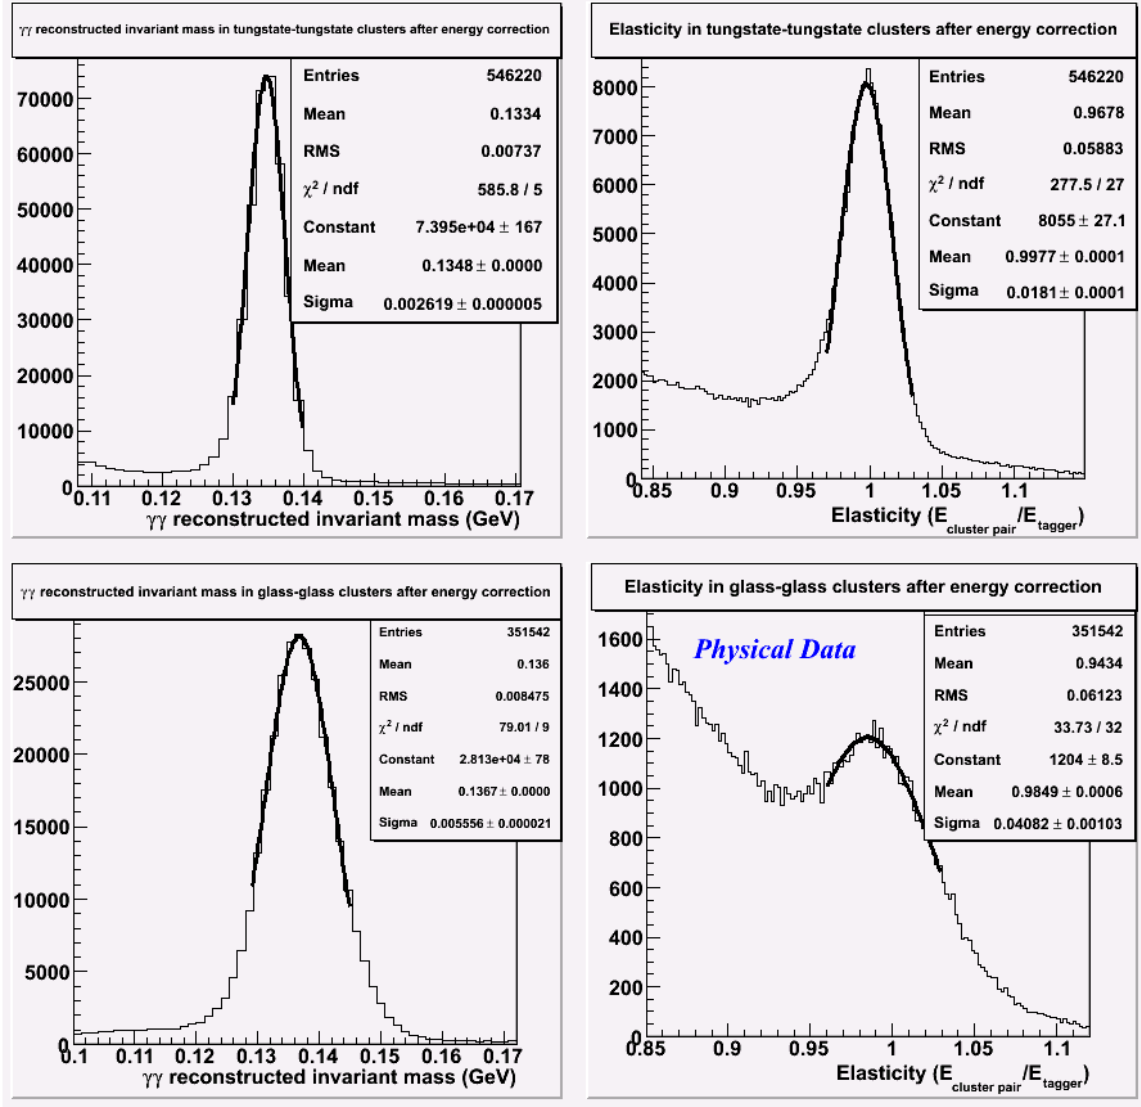 γγ reconstructed invariant mass in tungstate-tungstate clusters after energy correction
Entries 546220
Mean 0.1334
RMS 0.00737
χ² / ndf 585.8 / 5
Constant 7.395e+04 ± 167
Mean 0.1348 ± 0.0000
Sigma 0.002619 ± 0.000005
70000
60000
50000
40000
30000
20000
10000
0
0.11 0.12 0.13 0.14 0.15 0.16 0.17
γγ reconstructed invariant mass (GeV)
Elasticity in tungstate-tungstate clusters after energy correction
Entries 546220
Mean 0.9678
RMS 0.05883
χ² / ndf 277.5 / 27
Constant 8055 ± 27.1
Mean 0.9977 ± 0.0001
Sigma 0.0181 ± 0.0001
8000
7000
6000
5000
4000
3000
2000
1000
0
0.85 0.9 0.95 1 1.05 1.1
Elasticity (E cluster pair /E tagger )
γγ reconstructed invariant mass in glass-glass clusters after energy correction
Entries 351542
Mean 0.136
RMS 0.008475
χ² / ndf 79.01 / 9
Constant 2.813e+04 ± 78
Mean 0.1367 ± 0.0000
Sigma 0.005556 ± 0.000021
25000
20000
15000
10000
5000
0
0.1 0.11 0.12 0.13 0.14 0.15 0.16 0.17
γγ reconstructed invariant mass (GeV)
Elasticity in glass-glass clusters after energy correction
Physical Data
Entries 351542
Mean 0.9434
RMS 0.06123
χ² / ndf 33.73 / 32
Constant 1204 ± 8.5
Mean 0.9849 ± 0.0006
Sigma 0.04082 ± 0.00103
1600
1400
1200
1000
800
600
400
200
0
0.85 0.9 0.95 1 1.05 1.1
Elasticity (E cluster pair /E tagger )